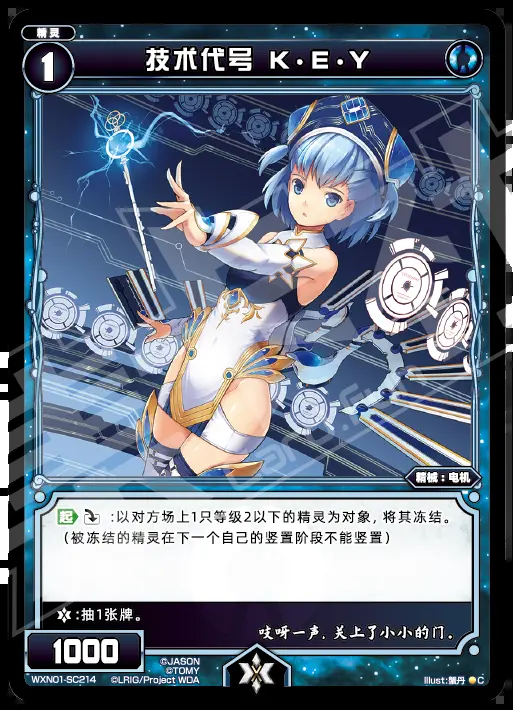 精灵
1
技术代号 K·E·Y
精械：电机
起 :以对方场上1只等级2以下的精灵为对象，将其冻结。
（被冻结的精灵在下一个自己的竖置阶段不能竖置）
:抽1张牌。
吱呀一声，关上了小小的门。
1000
©JASON
©TOMY
WXN01-SC214 ©LRIG/Project WDA
Illust:蟹丹 C